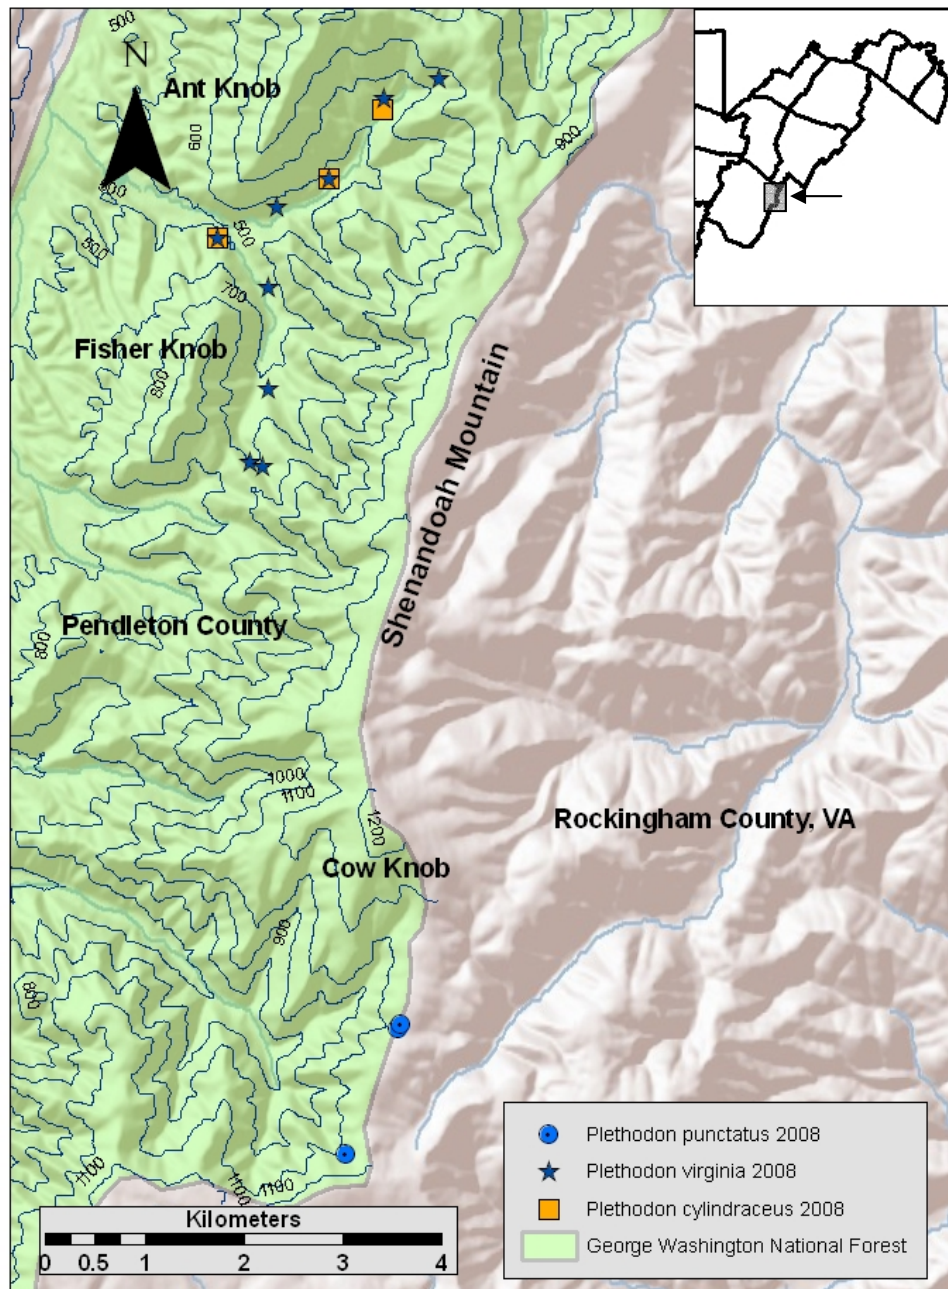 500
N
Ant Knob
600
900
500
500
500
700
Fisher Knob
800
Shenandoah Mountain
Pendleton County
800
1000
1100
1200
Rockingham County, VA
Cow Knob
900
800
1100
1100
1100
Plethodon punctatus 2008
Plethodon virginia 2008
Plethodon cylindraceus 2008
George Washington National Forest
Kilometers
0 0.5 1 2 3 4